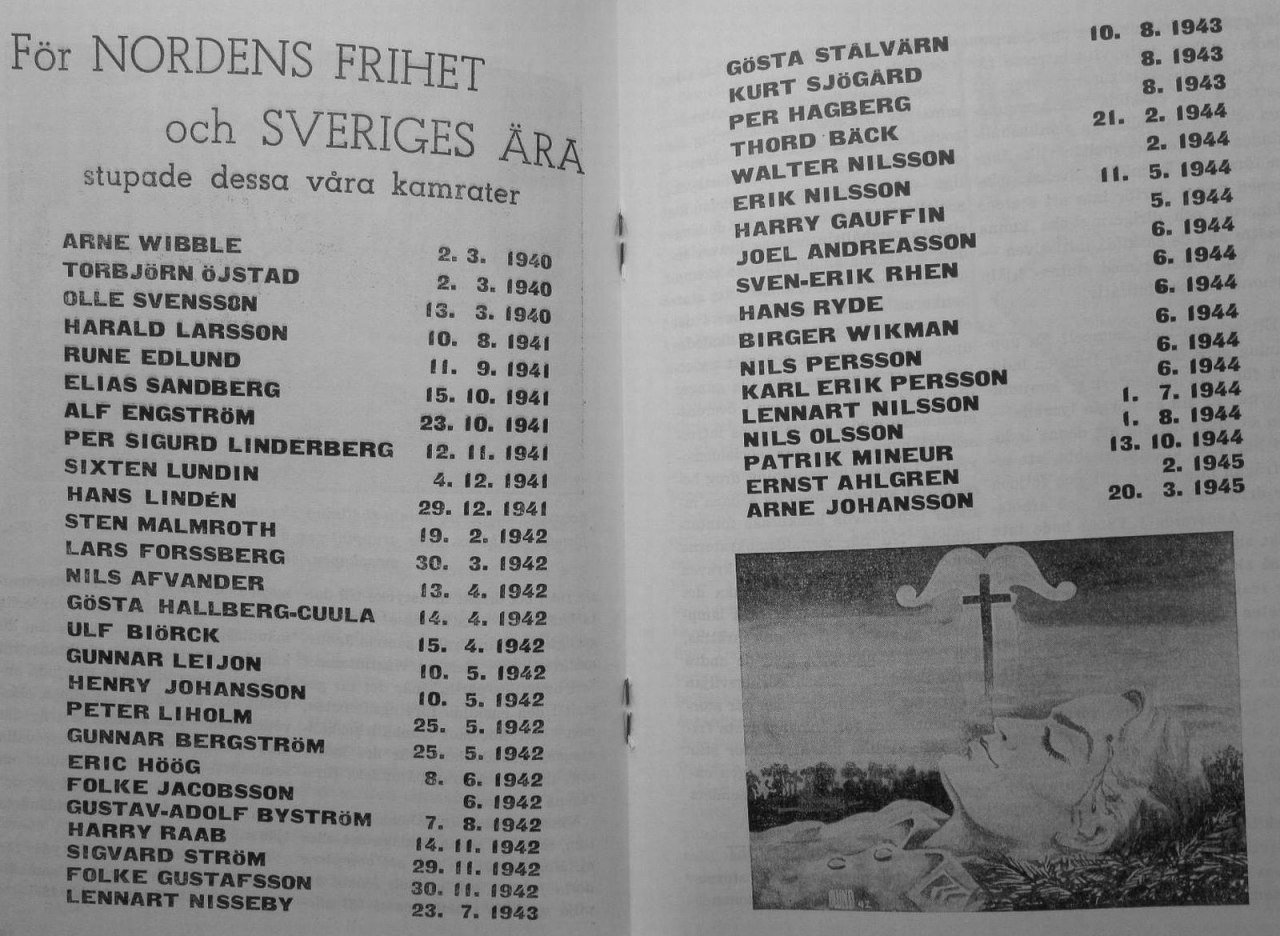 För NORDENS FRIHET
och SVERIGES ÄRA
stupade dessa våra kamrater
ARNE WIBBLE 2. 3. 1940
TORBJÖRN ÖJSTAD 2. 3. 1940
OLLE SVENSSON 13. 3. 1940
HARALD LARSSON 10. 8. 1941
RUNE EDLUND 11. 9. 1941
ELIAS SANDBERG 15. 10. 1941
ALF ENGSTRÖM 23. 10. 1941
PER SIGURD LINDERBERG 12. 11. 1941
SIXTEN LUNDIN 4. 12. 1941
HANS LINDÉN 29. 12. 1941
STEN MALMROTH 19. 2. 1942
LARS FORSSBERG 30. 3. 1942
NILS AFVANDER 13. 4. 1942
GÖSTA HALLBERG-CUULA 14. 4. 1942
ULF BIÖRCK 15. 4. 1942
GUNNAR LEIJON 10. 5. 1942
HENRY JOHANSSON 10. 5. 1942
PETER LIHOLM 25. 5. 1942
GUNNAR BERGSTRÖM 25. 5. 1942
ERIC HÖÖG 8. 6. 1942
FOLKE JACOBSSON 6. 1942
GUSTAV-ADOLF BYSTRÖM 7. 8. 1942
HARRY RAAB 14. 11. 1942
SIGVARD STRÖM 29. 11. 1942
FOLKE GUSTAFSSON 30. 11. 1942
LENNART NISSEBY 23. 7. 1943
GÖSTA STÅLVÄRN 10. 8. 1943
KURT SJÖGÅRD 8. 1943
PER HAGBERG 8. 1943
THORD BÄCK 21. 2. 1944
WALTER NILSSON 2. 1944
ERIK NILSSON 11. 5. 1944
HARRY GAUFFIN 5. 1944
JOEL ANDREASSON 6. 1944
SVEN-ERIK RHEN 6. 1944
HANS RYDE 6. 1944
BIRGER WIKMAN 6. 1944
NILS PERSSON 6. 1944
KARL ERIK PERSSON 6. 1944
LENNART NILSSON 1. 7. 1944
NILS OLSSON 1. 8. 1944
PATRIK MINEUR 13. 10. 1944
ERNST AHLGREN 2. 1945
ARNE JOHANSSON 20. 3. 1945